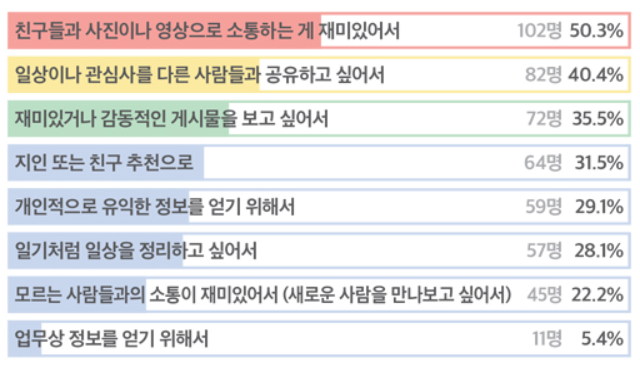 친구들과 사진이나 영상으로 소통하는 게 재미있어서 102명 50.3%
일상이나 관심사를 다른 사람들과 공유하고 싶어서 82명 40.4%
재미있거나 감동적인 게시물을 보고 싶어서 72명 35.5%
지인 또는 친구 추천으로 64명 31.5%
개인적으로 유익한 정보를 얻기 위해서 59명 29.1%
일기처럼 일상을 정리하고 싶어서 57명 28.1%
모르는 사람들과의 소통이 재미있어서 (새로운 사람을 만나보고 싶어서) 45명 22.2%
업무상 정보를 얻기 위해서 11명 5.4%